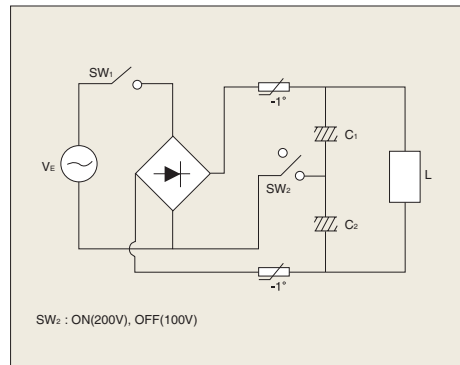 SW₁
-1°
C₁
VE
SW₂
L
C₂
-1°
SW₂ : ON(200V), OFF(100V)